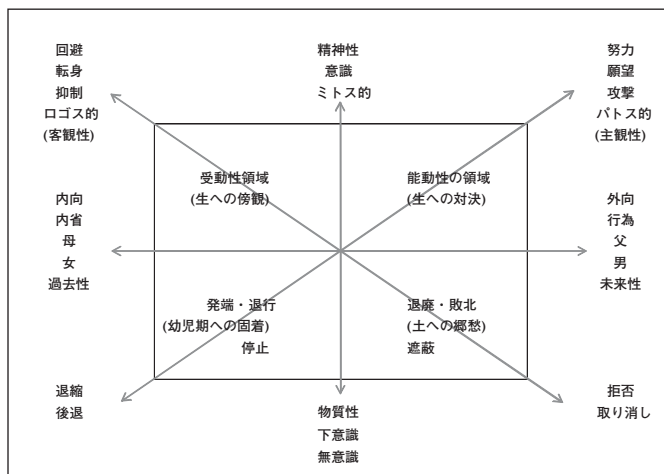 回避
転身
抑制
ロゴス的
(客観性)
精神性
意識
ミトス的
努力
願望
攻撃
パトス的
(主観性)
受動性領域
(生への傍観)
能動性の領域
(生への対決)
内向
内省
母
女
過去性
外向
行為
父
男
未来性
発端・退行
(幼児期への固着)
停止
退廃・敗北
(土への郷愁)
遮蔽
退縮
後退
物質性
下意識
無意識
拒否
取り消し